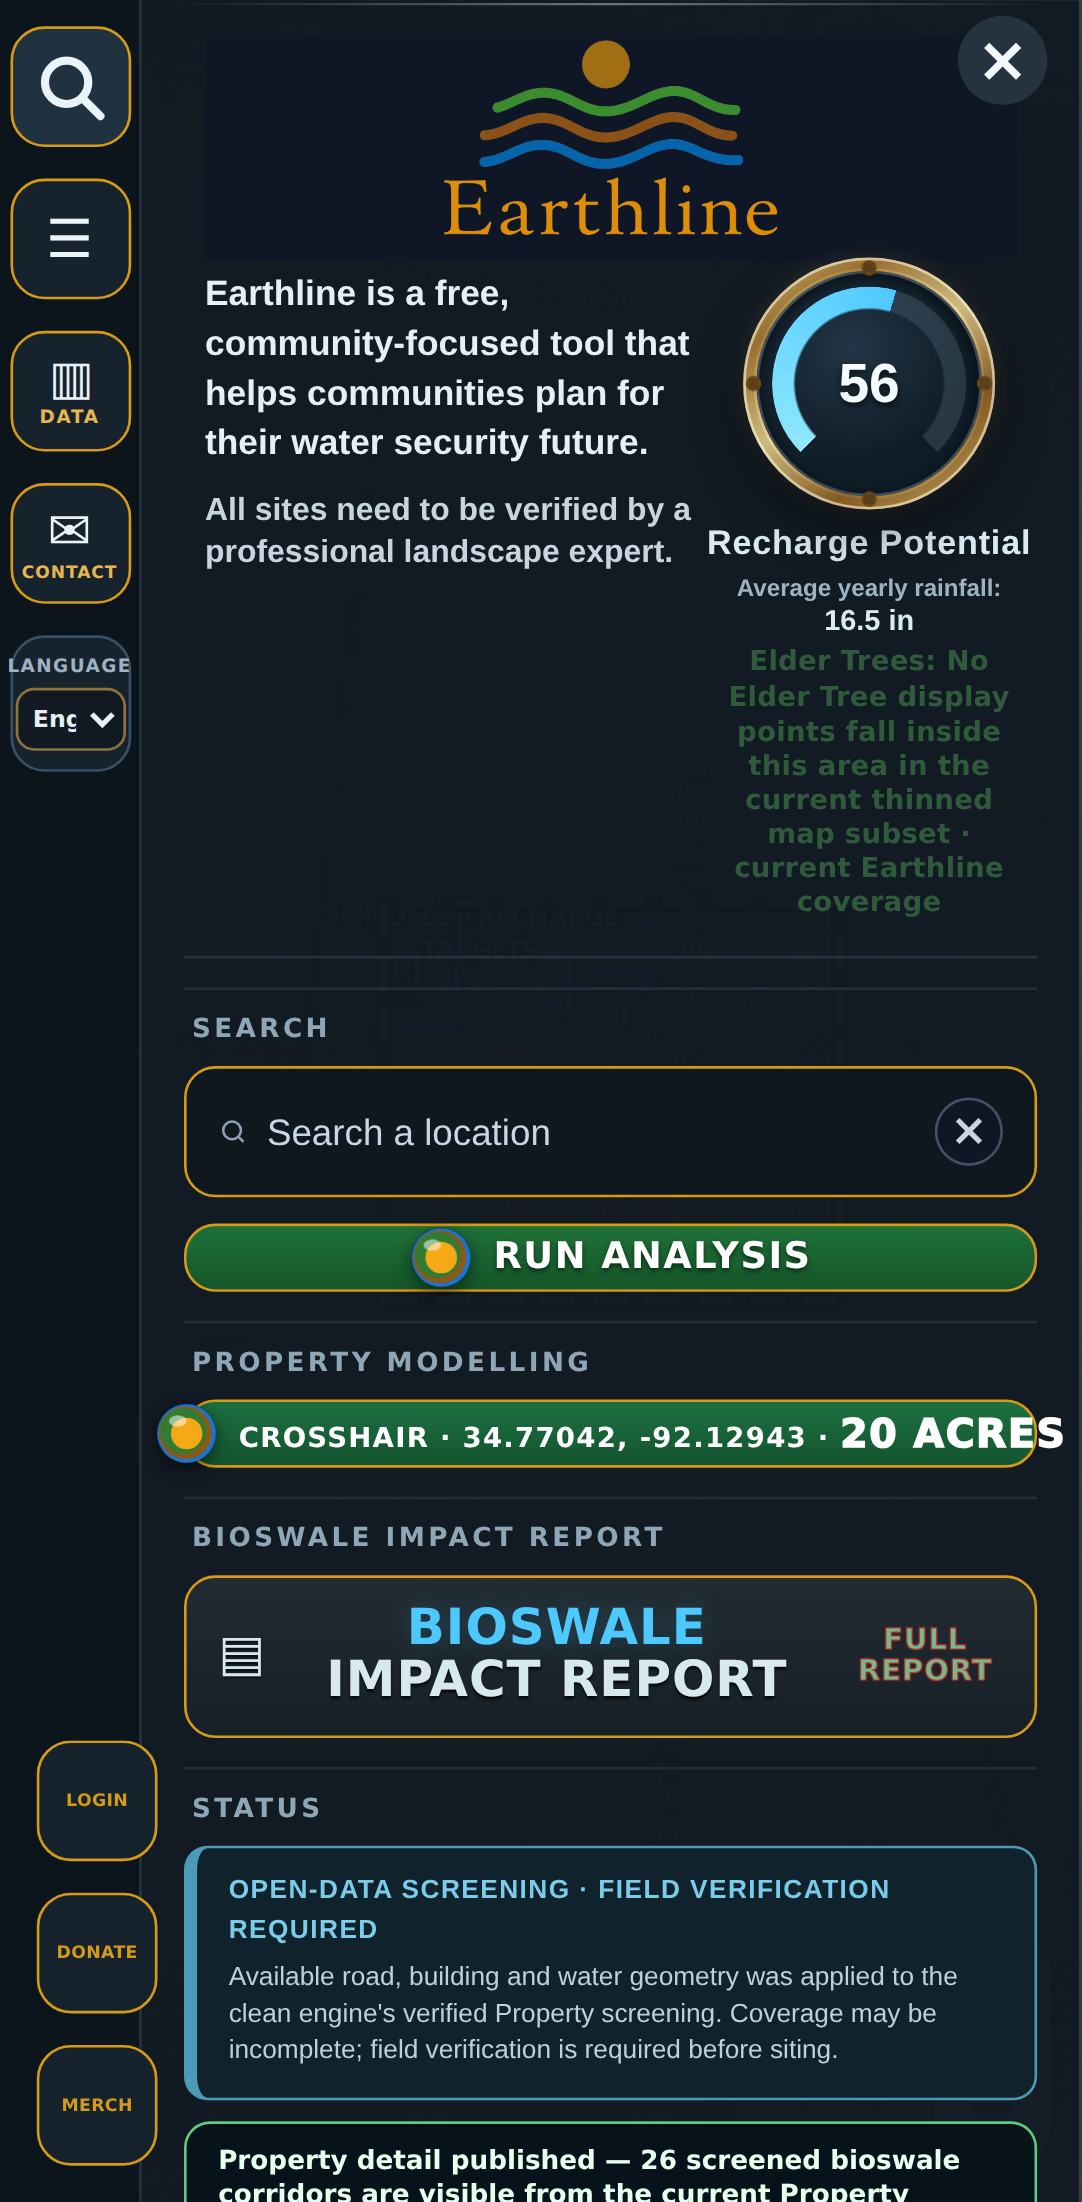 Earthline
Earthline is a free,
community-focused tool that
helps communities plan for
their water security future.
All sites need to be verified by a
professional landscape expert.
56
Recharge Potential
Average yearly rainfall:
16.5 in
Elder Trees: No
Elder Tree display
points fall inside
this area in the
current thinned
map subset ·
current Earthline
coverage
DATA
CONTACT
LANGUAGE
Eng
MODELED RECHARGE
TARGETS
SEARCH
Search a location
RUN ANALYSIS
PROPERTY MODELLING
CROSSHAIR · 34.77042, -92.12943 · 20 ACRES
BIOSWALE IMPACT REPORT
BIOSWALE
IMPACT REPORT
FULL
REPORT
LOGIN
DONATE
MERCH
STATUS
OPEN-DATA SCREENING · FIELD VERIFICATION
REQUIRED
Available road, building and water geometry was applied to the
clean engine's verified Property screening. Coverage may be
incomplete; field verification is required before siting.
Property detail published — 26 screened bioswale
corridors are visible from the current Property